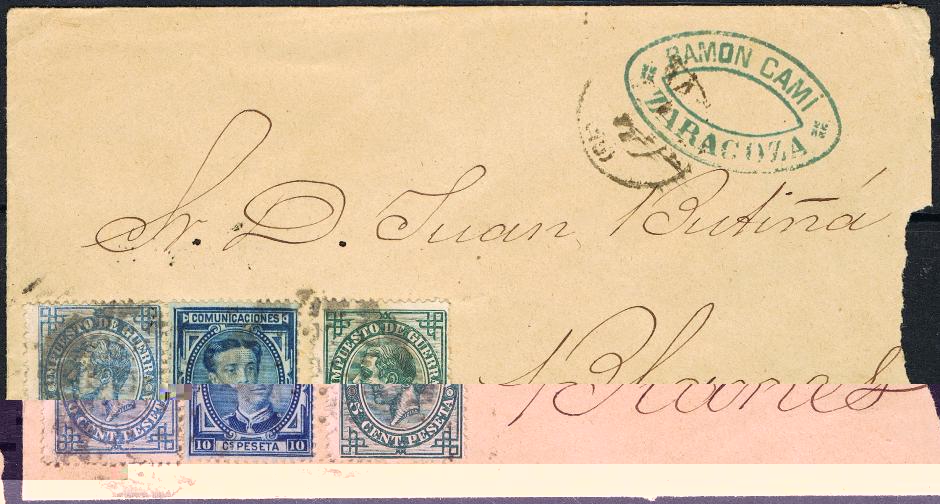 RAMON CAMI
ZARAGOZA
Sr. D. Juan Butiñá
Blanes
IMPUESTO DE GUERRA
CENT. PESETA
COMUNICACIONES
10 Cs PESETA 10
IMPUESTO DE GUERRA
5 CENT. PESETA